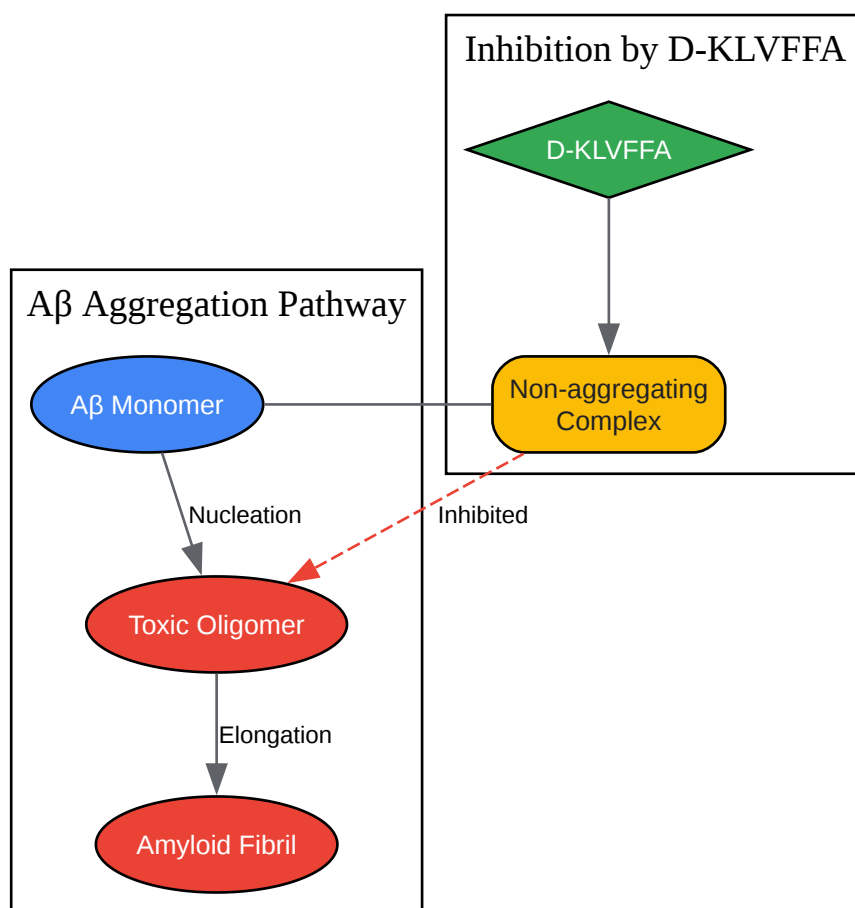 Inhibition by D-KLVFFA
D-KLVFFA
Non-aggregating
Complex
Aβ Aggregation Pathway
Aβ Monomer
Nucleation
Inhibited
Toxic Oligomer
Elongation
Amyloid Fibril